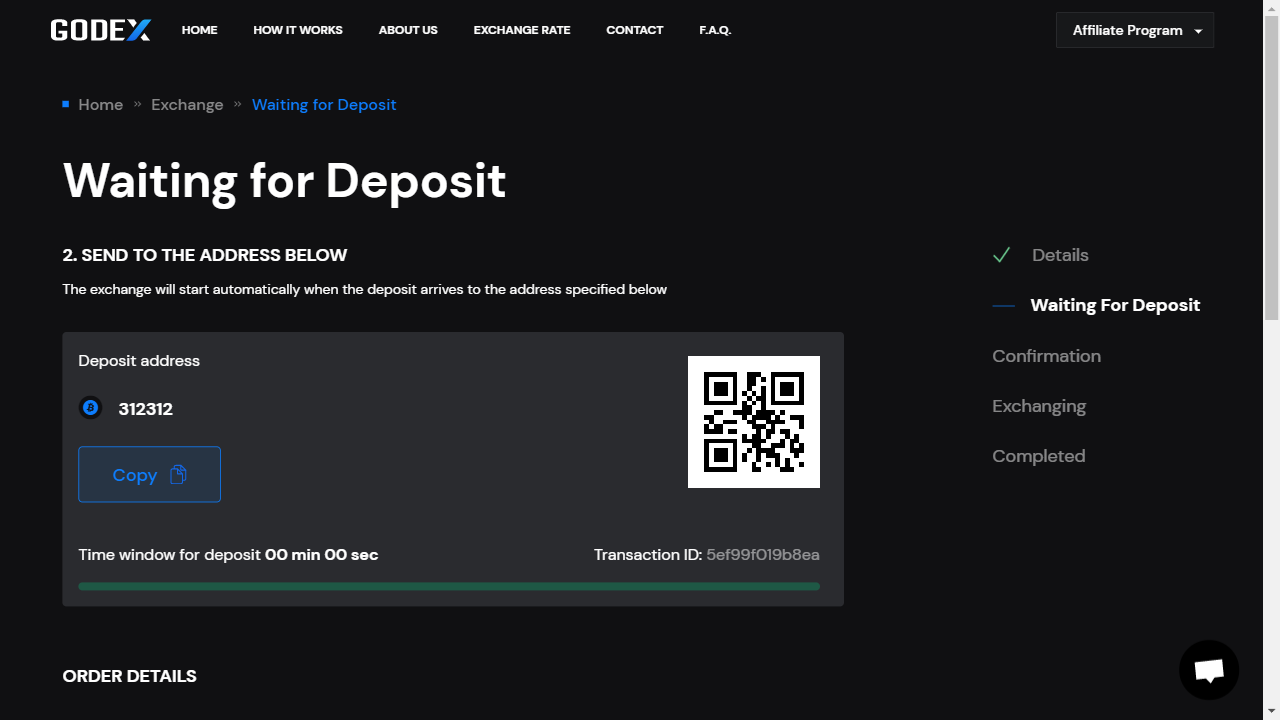 GODEX HOME HOW IT WORKS ABOUT US EXCHANGE RATE CONTACT F.A.Q. Affiliate Program
Home » Exchange » Waiting for Deposit
Waiting for Deposit
2. SEND TO THE ADDRESS BELOW
The exchange will start automatically when the deposit arrives to the address specified below
Deposit address
312312
Copy
Time window for deposit 00 min 00 sec
Transaction ID: 5ef99f019b8ea
ORDER DETAILS
Details
Waiting For Deposit
Confirmation
Exchanging
Completed